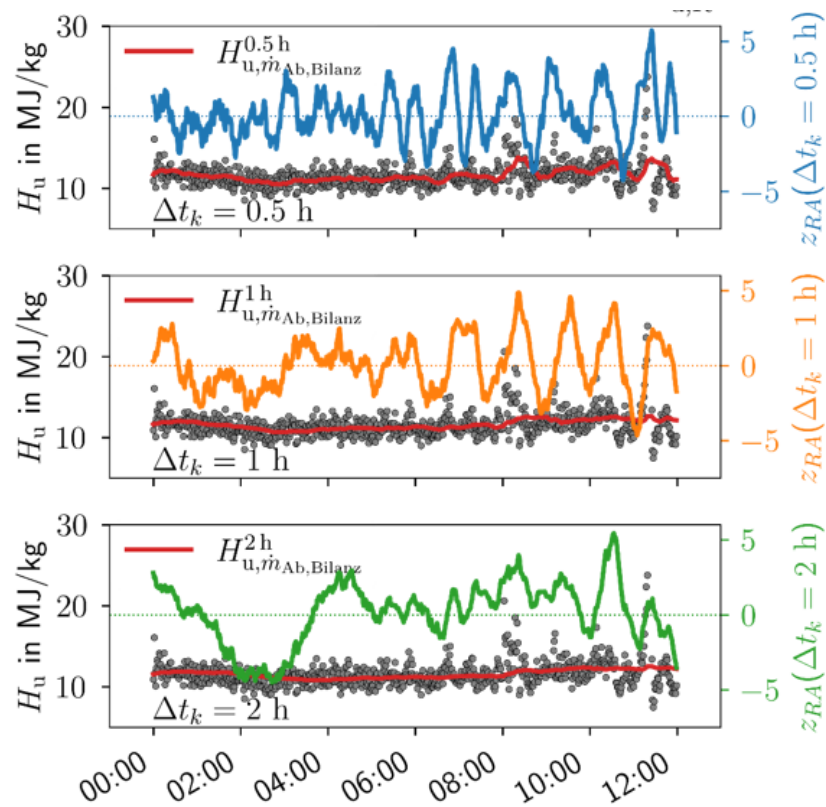 30
20
10
H_u in MJ/kg
H^{0.5 h}_{u,ṁ_{Ab,Bilanz}}
Δt_k = 0.5 h
5
0
−5
z_{RA}(Δt_k = 0.5 h)
30
20
10
H_u in MJ/kg
H^{1 h}_{u,ṁ_{Ab,Bilanz}}
Δt_k = 1 h
5
0
−5
z_{RA}(Δt_k = 1 h)
30
20
10
H_u in MJ/kg
H^{2 h}_{u,ṁ_{Ab,Bilanz}}
Δt_k = 2 h
5
0
−5
z_{RA}(Δt_k = 2 h)
00:00 02:00 04:00 06:00 08:00 10:00 12:00